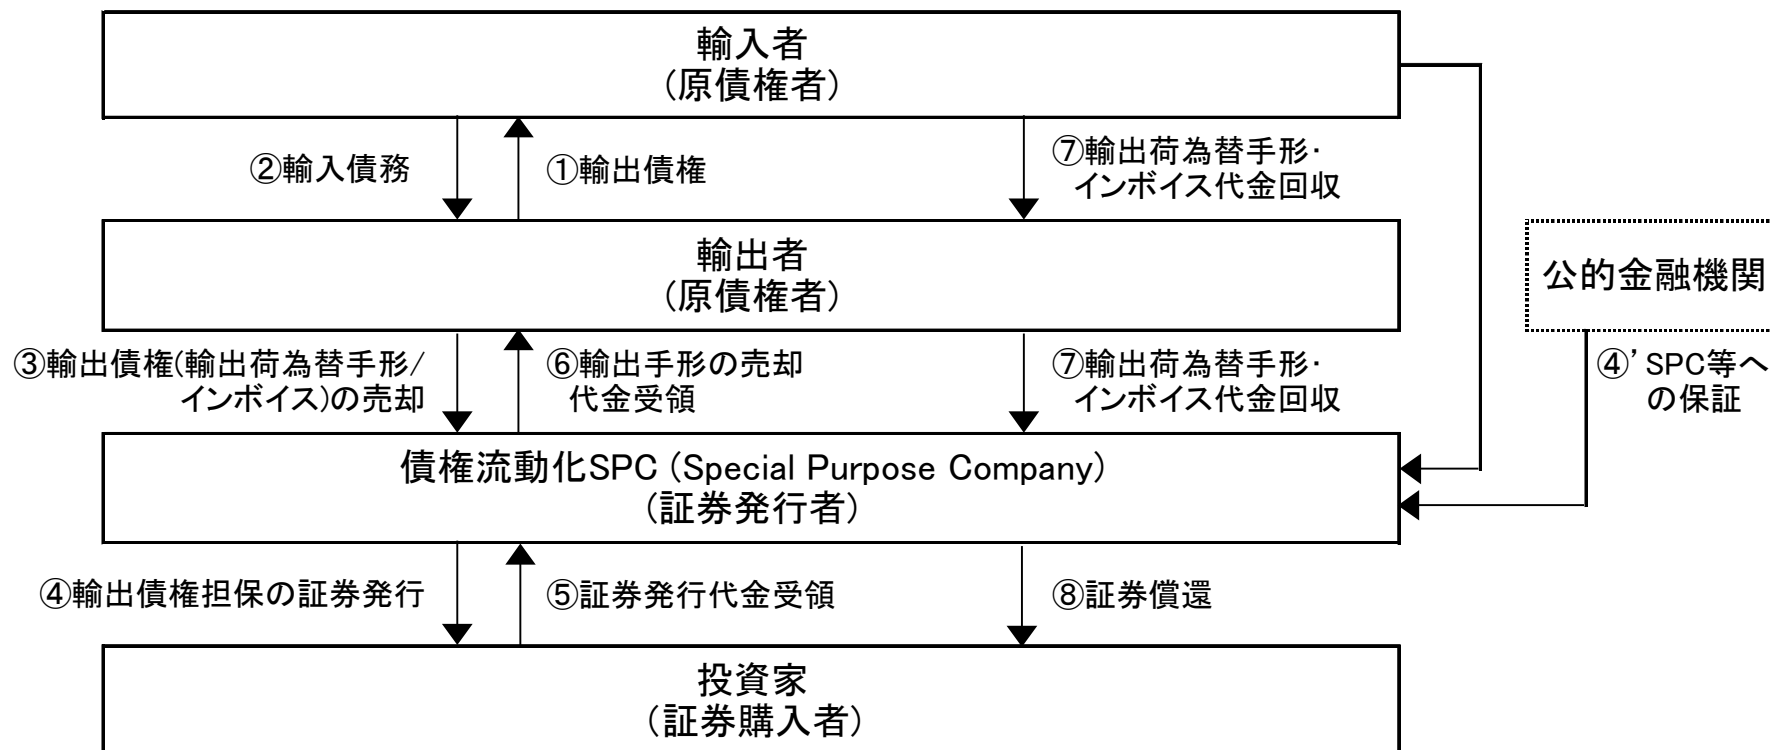 輸入者
(原債権者)
②輸入債務
①輸出債権
⑦輸出荷為替手形･
インボイス代金回収
輸出者
(原債権者)
公的金融機関
③輸出債権(輸出荷為替手形/
インボイス)の売却
⑥輸出手形の売却
代金受領
⑦輸出荷為替手形･
インボイス代金回収
④’SPC等へ
の保証
債権流動化SPC (Special Purpose Company)
(証券発行者)
④輸出債権担保の証券発行
⑤証券発行代金受領
⑧証券償還
投資家
(証券購入者)